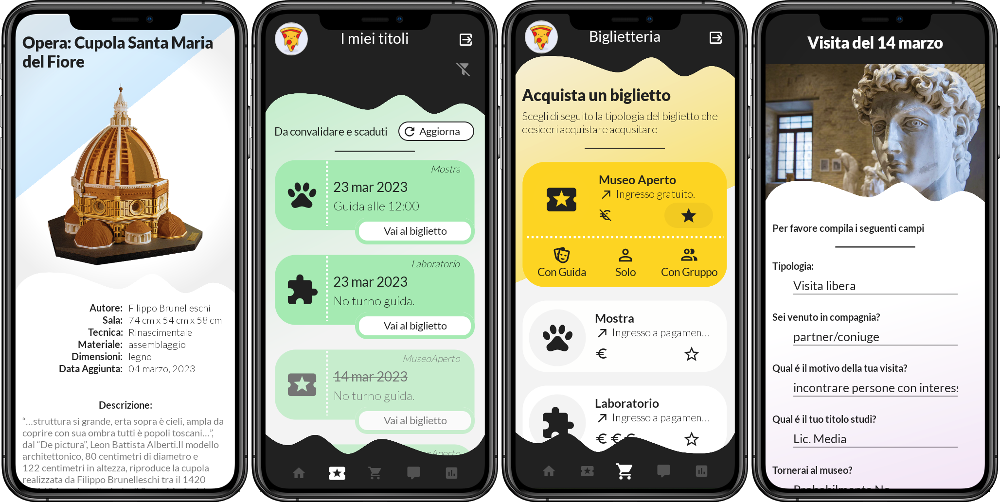 Opera: Cupola Santa Maria
del Fiore
Autore: Filippo Brunelleschi
Sala: 74 cm x 54 cm x 58 cm
Tecnica: Rinascimentale
Materiale: assemblaggio
Dimensioni: legno
Data Aggiunta: 04 marzo, 2023
Descrizione:
“...struttura sì grande, erta sopra è cieli, ampla da
coprire con sua ombra tutti è popoli toscani...”,
dal “De pictura”, Leon Battista Alberti.Il modello
architettonico, 80 centimetri di diametro e
122 centimetri in altezza, riproduce la cupola
realizzata da Filippo Brunelleschi tra il 1420
I miei titoli
Da convalidare e scaduti
Aggiorna
Mostra
23 mar 2023
Guida alle 12:00
Vai al biglietto
Laboratorio
23 mar 2023
No turno guida.
Vai al biglietto
MuseoAperto
14 mar 2023
No turno guida.
Vai al biglietto
eoAperto
Biglietteria
Acquista un biglietto
Scegli di seguito la tipologia del biglietto che
desideri acquistare acqusitare
Museo Aperto
Ingresso gratuito.
Con Guida Solo Con Gruppo
Mostra
Ingresso a pagamen...
€
Laboratorio
Ingresso a pagamen...
€ € €
Visita del 14 marzo
Per favore compila i seguenti campi
Tipologia:
Visita libera
Sei venuto in compagnia?
partner/coniuge
Qual é il motivo della tua visita?
incontrare persone con interess
Qual é il tuo titolo studi?
Lic. Media
Tornerai al museo?
Probabilmente No